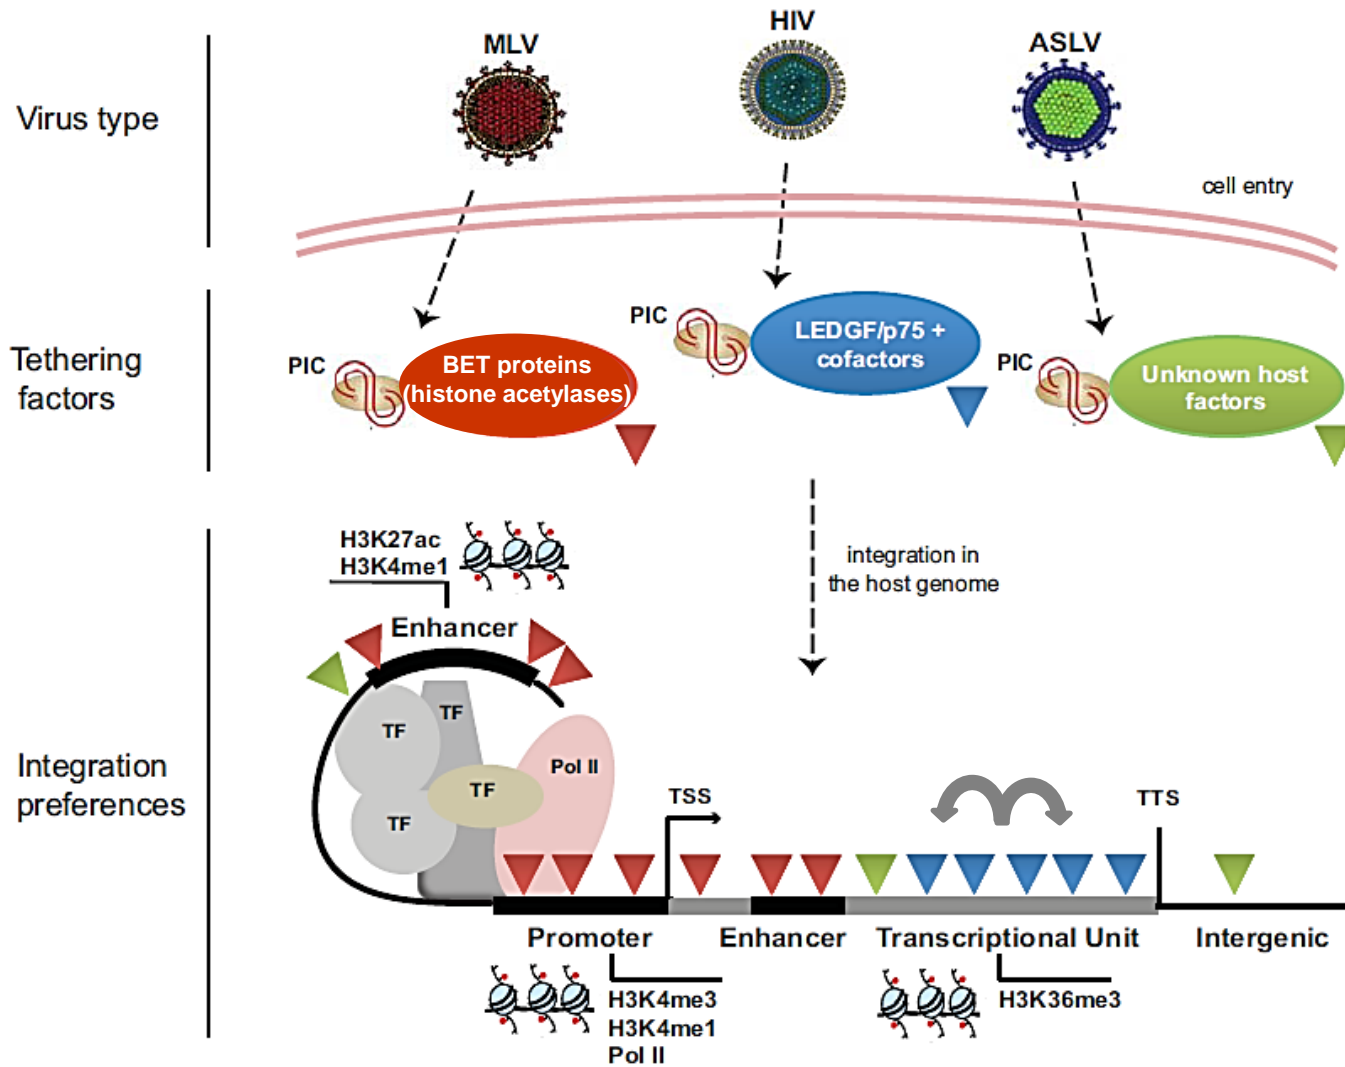 Virus type
MLV
HIV
ASLV
cell entry
Tethering
factors
PIC
BET proteins
(histone acetylases)
PIC
LEDGF/p75 +
cofactors
PIC
Unknown host
factors
integration in
the host genome
Integration
preferences
H3K27ac
H3K4me1
Enhancer
TF
TF
TF
TF
Pol II
TSS
TTS
Promoter
Enhancer
Transcriptional Unit
Intergenic
H3K4me3
H3K4me1
Pol II
H3K36me3